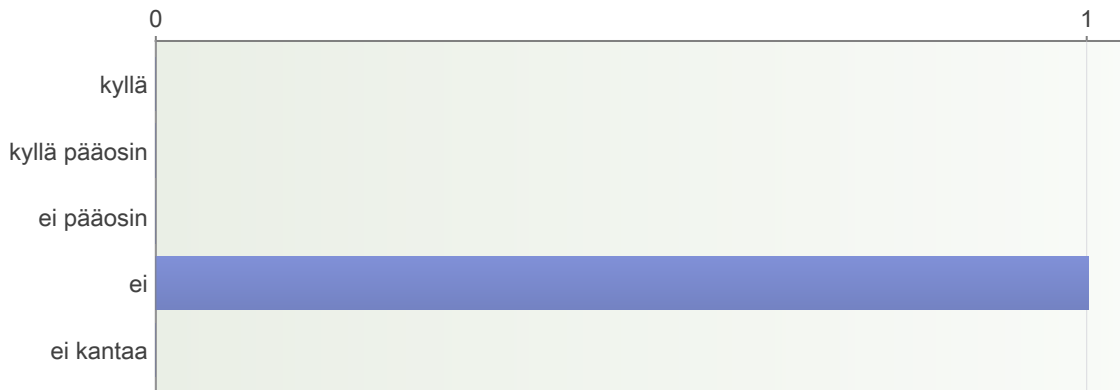 0 1
kyllä
kyllä pääosin
ei pääosin
ei
ei kantaa